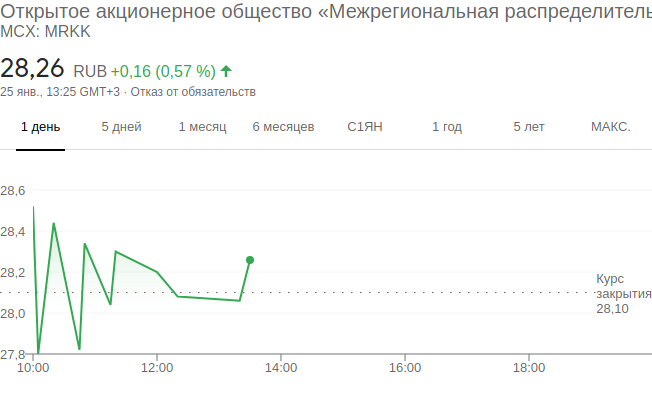 Открытое акционерное общество «Межрегиональная распределитель
MCX: MRKK
28,26 RUB +0,16 (0,57 %)
25 янв., 13:25 GMT+3 · Отказ от обязательств
1 день 5 дней 1 месяц 6 месяцев С1ЯН 1 год 5 лет МАКС.
28,6
28,4
28,2
Курс
закрытия
28,10
28,0
27,8
10:00 12:00 14:00 16:00 18:00